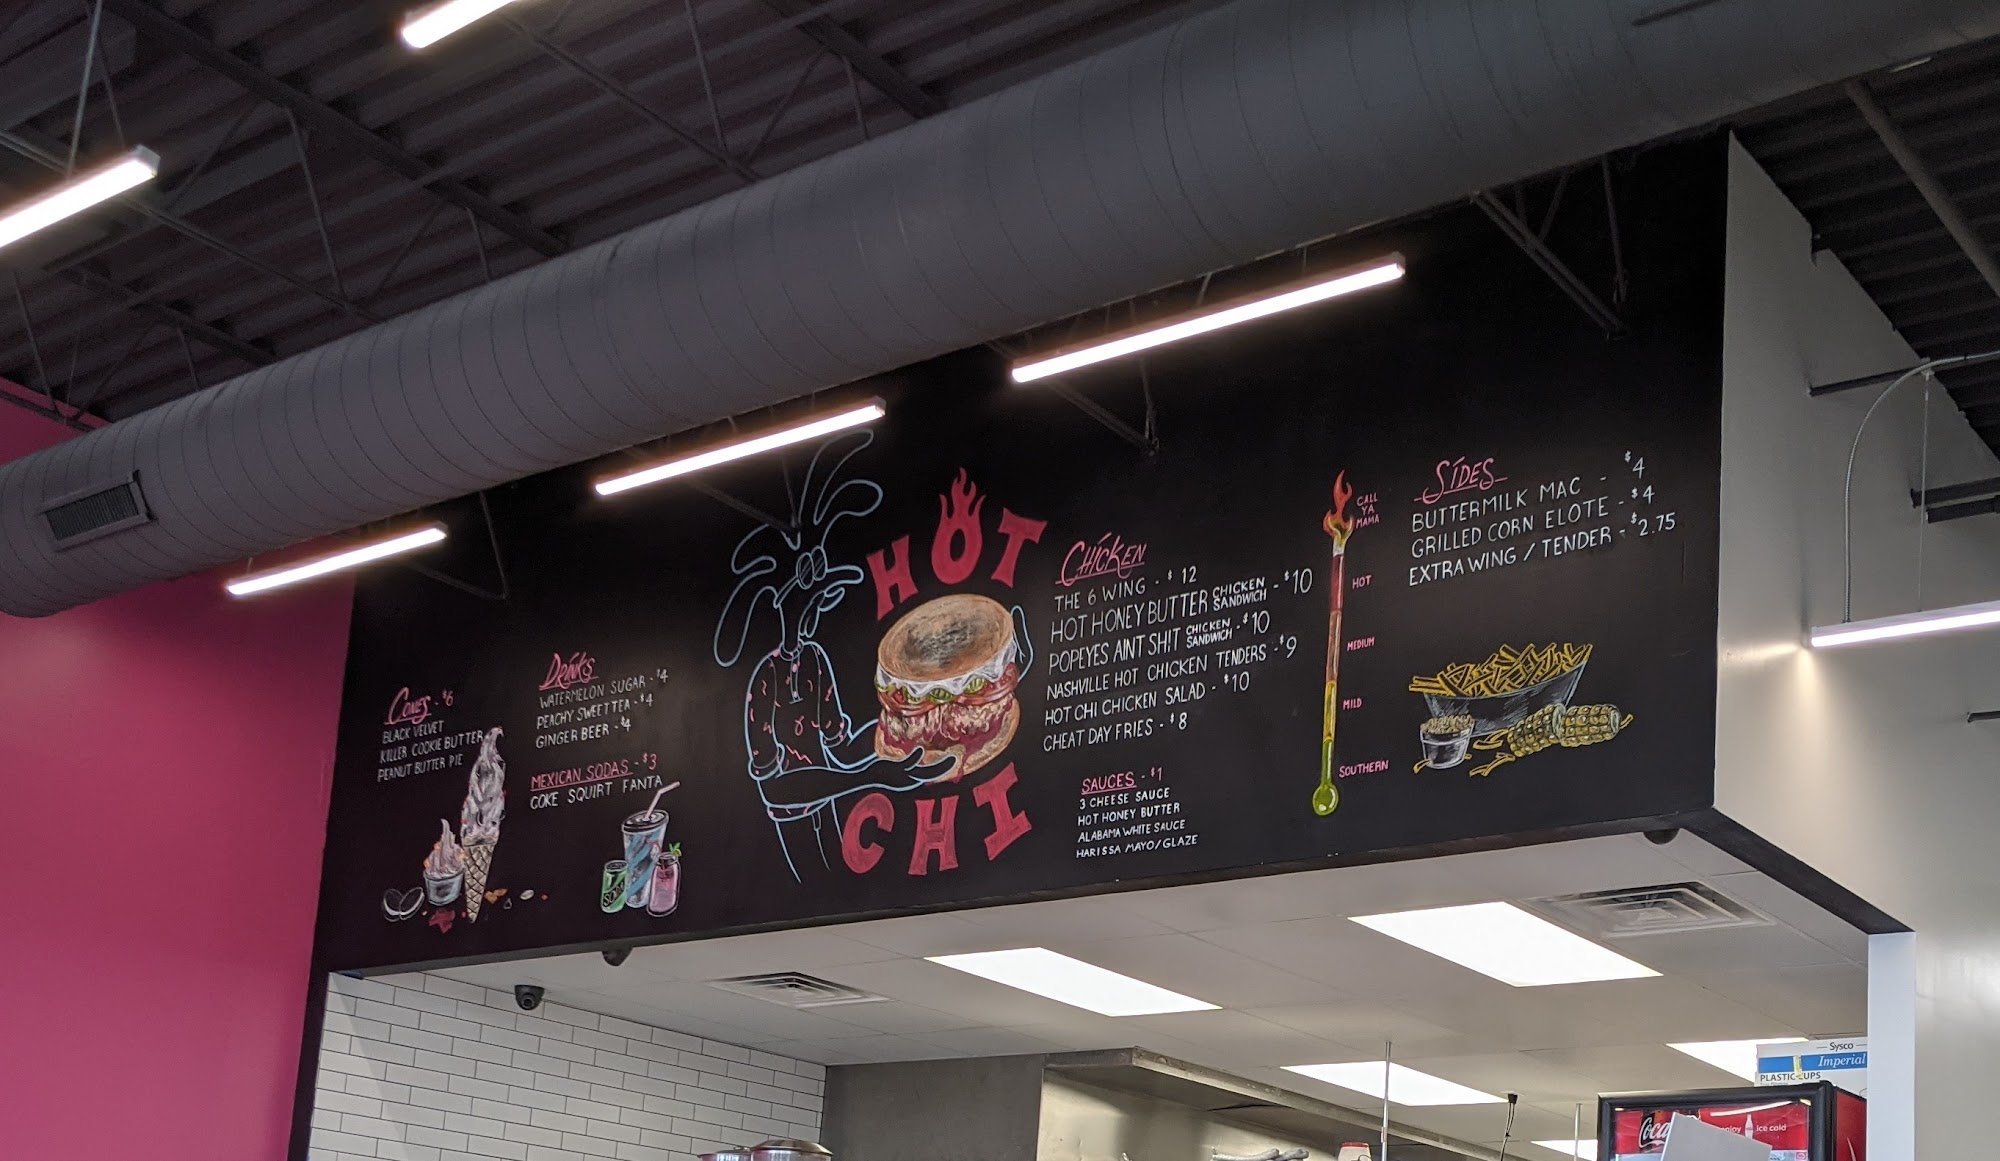 CONES - $6
BLACK VELVET
KILLER COOKIE BUTTER
PEANUT BUTTER PIE
DRINKS
WATERMELON SUGAR - $4
PEACHY SWEET TEA - $4
GINGER BEER - $4
MEXICAN SODAS - $3
COKE SQUIRT FANTA
SODA
HOT
CHI
CHICKEN
THE 6 WING - $12
HOT HONEY BUTTER CHICKEN SANDWICH - $10
POPEYES AINT SHIT CHICKEN SANDWICH - $10
NASHVILLE HOT CHICKEN TENDERS - $9
HOT CHI CHICKEN SALAD - $10
CHEAT DAY FRIES - $8
SAUCES - $1
3 CHEESE SAUCE
HOT HONEY BUTTER
ALABAMA WHITE SAUCE
HARISSA MAYO/GLAZE
CALL
YA
MAMA
HOT
MEDIUM
MILD
SOUTHERN
SIDES
BUTTERMILK MAC - $4
GRILLED CORN ELOTE - $4
EXTRA WING / TENDER - $2.75
Sysco
Imperial
PLASTIC CUPS
Coca
enjoy ice cold